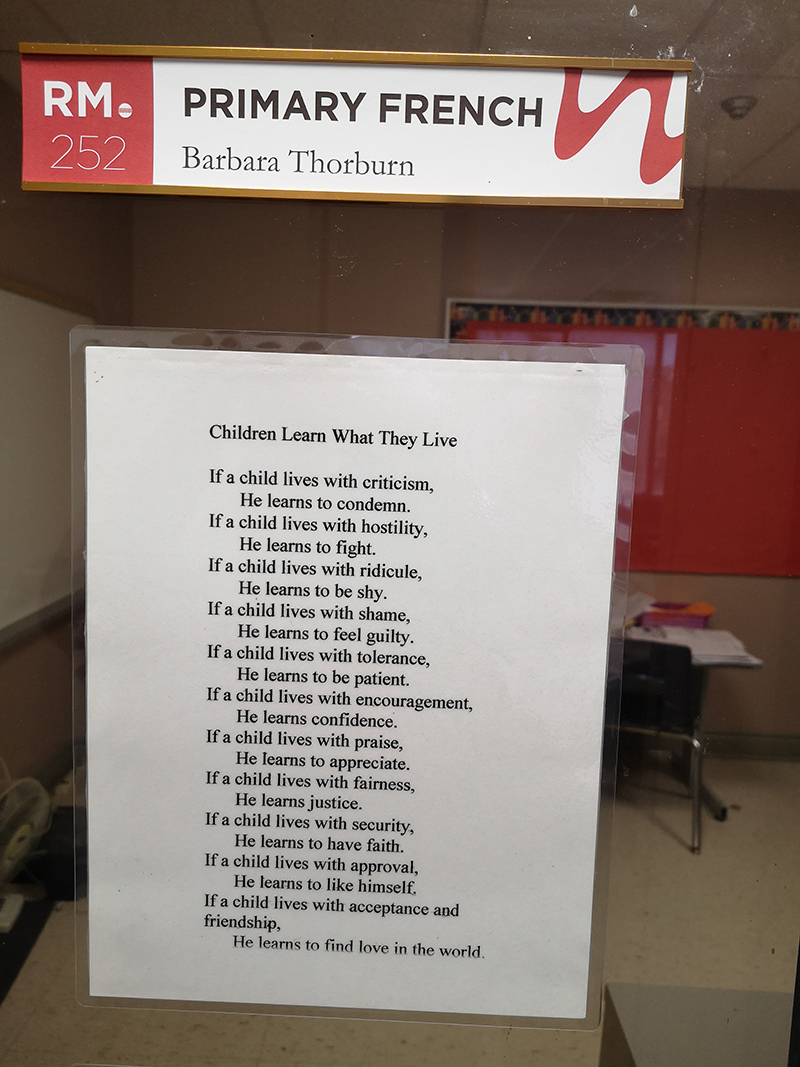 RM.
252
PRIMARY FRENCH
Barbara Thorburn
Children Learn What They Live
If a child lives with criticism,
He learns to condemn.
If a child lives with hostility,
He learns to fight.
If a child lives with ridicule,
He learns to be shy.
If a child lives with shame,
He learns to feel guilty.
If a child lives with tolerance,
He learns to be patient.
If a child lives with encouragement,
He learns confidence.
If a child lives with praise,
He learns to appreciate.
If a child lives with fairness,
He learns justice.
If a child lives with security,
He learns to have faith.
If a child lives with approval,
He learns to like himself,
If a child lives with acceptance and
friendship,
He learns to find love in the world.